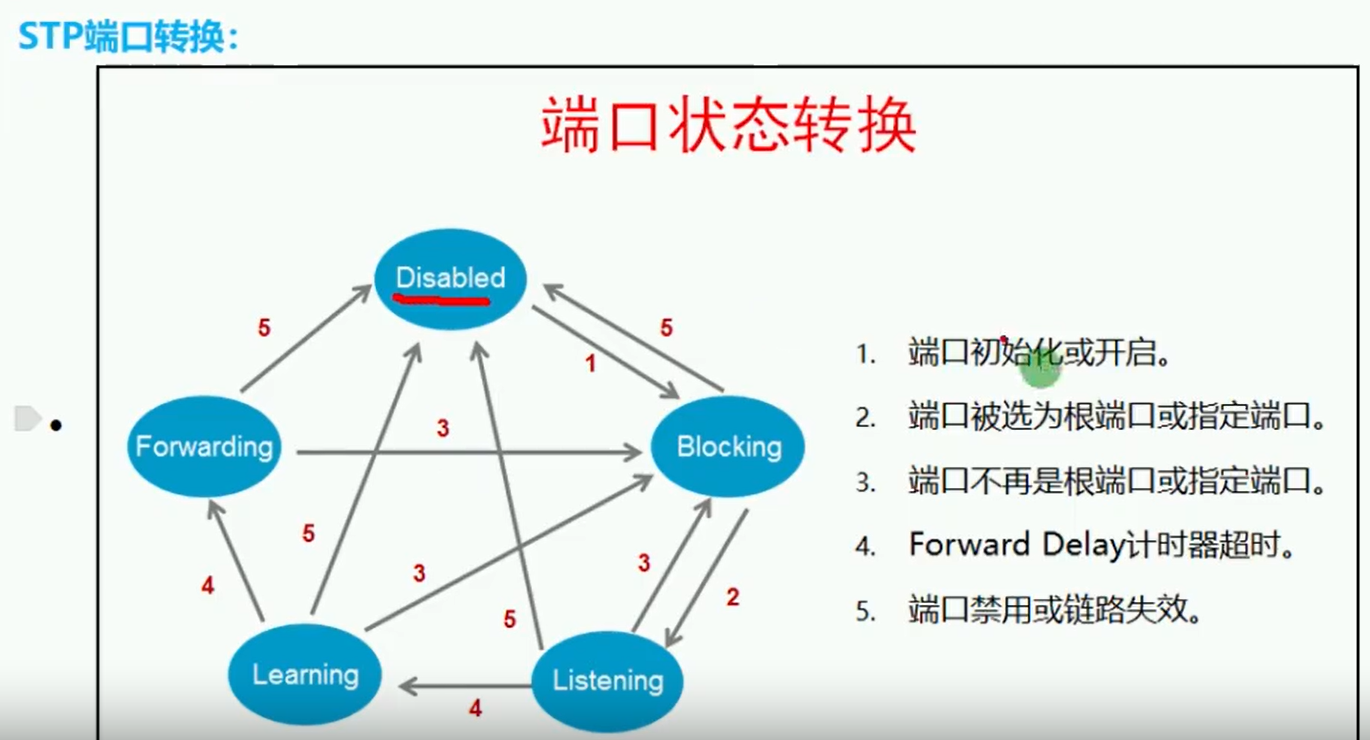 STP端口转换：
端口状态转换
Disabled
5
5
1
1. 端口初始化或开启。
2. 端口被选为根端口或指定端口。
Forwarding
3
Blocking
3. 端口不再是根端口或指定端口。
5
4. Forward Delay计时器超时。
4
3
3
2
5
5. 端口禁用或链路失效。
Learning
Listening
4